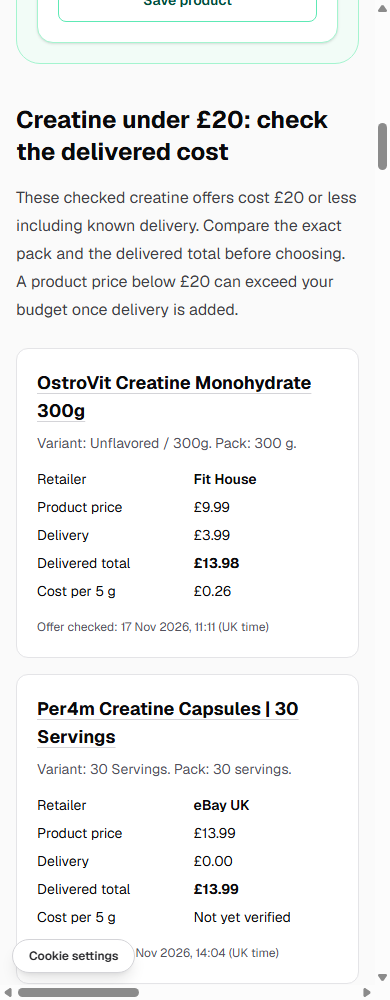 Save product
Creatine under £20: check
the delivered cost
These checked creatine offers cost £20 or less
including known delivery. Compare the exact
pack and the delivered total before choosing.
A product price below £20 can exceed your
budget once delivery is added.
OstroVit Creatine Monohydrate
300g
Variant: Unflavored / 300g. Pack: 300 g.
Retailer Fit House
Product price £9.99
Delivery £3.99
Delivered total £13.98
Cost per 5 g £0.26
Offer checked: 17 Nov 2026, 11:11 (UK time)
Per4m Creatine Capsules | 30
Servings
Variant: 30 Servings. Pack: 30 servings.
Retailer eBay UK
Product price £13.99
Delivery £0.00
Delivered total £13.99
Cost per 5 g Not yet verified
Cookie settings Nov 2026, 14:04 (UK time)